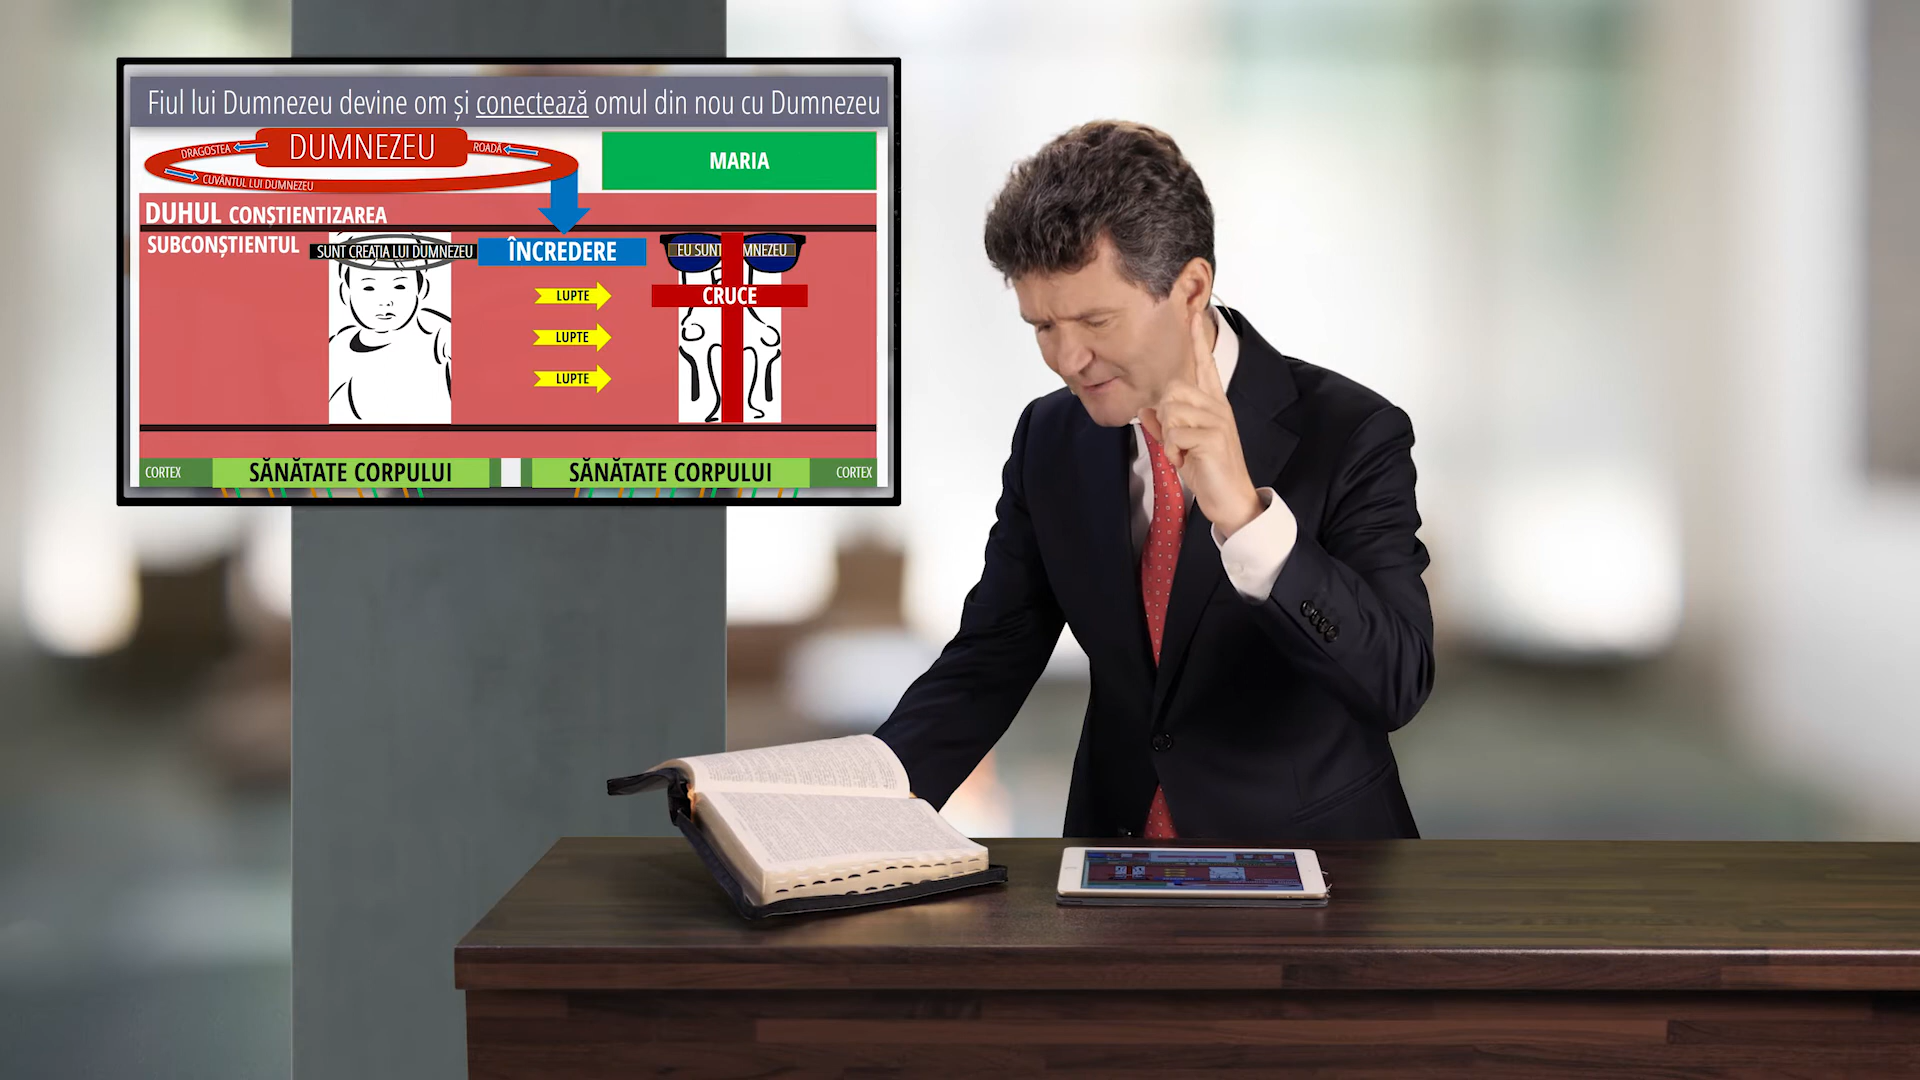 Fiul lui Dumnezeu devine om și conectează omul din nou cu Dumnezeu
DUMNEZEU
DRAGOSTEA
ROADĂ
CUVÂNTUL LUI DUMNEZEU
MARIA
DUHUL CONȘTIENTIZAREA
SUBCONȘTIENTUL
SUNT CREAȚIA LUI DUMNEZEU
ÎNCREDERE
EU SUNT MNEZEU
LUPTE
CRUCE
LUPTE
LUPTE
CORTEX
SĂNĂTATE CORPULUI
SĂNĂTATE CORPULUI
CORTEX